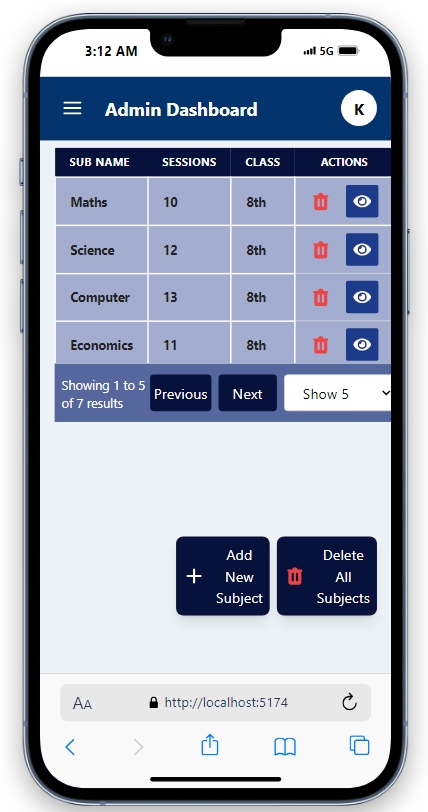 3:12 AM 5G
Admin Dashboard K
SUB NAME SESSIONS CLASS ACTIONS
Maths 10 8th
Science 12 8th
Computer 13 8th
Economics 11 8th
Showing 1 to 5
of 7 results
Previous Next Show 5
Add
New
Subject
Delete
All
Subjects
AA http://localhost:5174